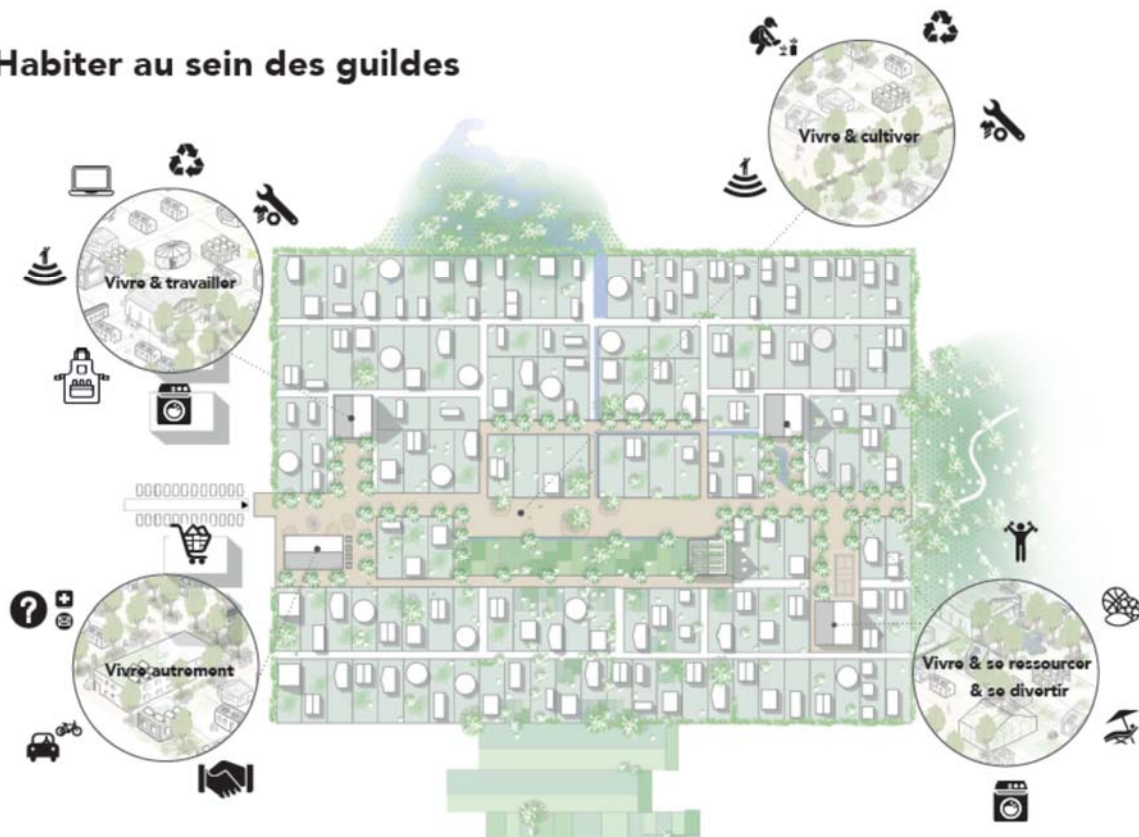 Habiter au sein des guildes
Vivre & cultiver
Vivre & travailler
?
Vivre autrement
Vivre & se ressourcer
& se divertir